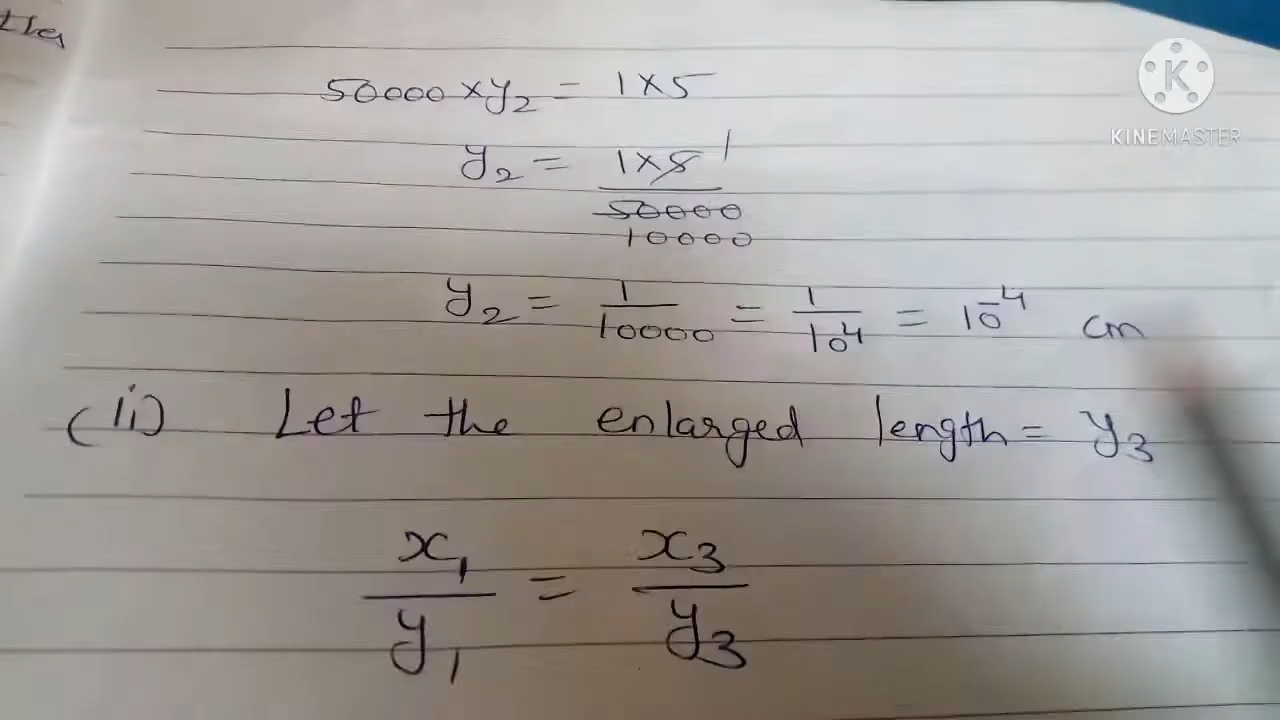 K
KINEMASTER
50000 × y₂ = 1 × 5
y₂ = 1 × 5 1
50000
10000
y₂ = 1/10000 = 1/10⁴ = 10⁻⁴ cm
(ii) Let the enlarged length = y₃
x₁/y₁ = x₃/y₃